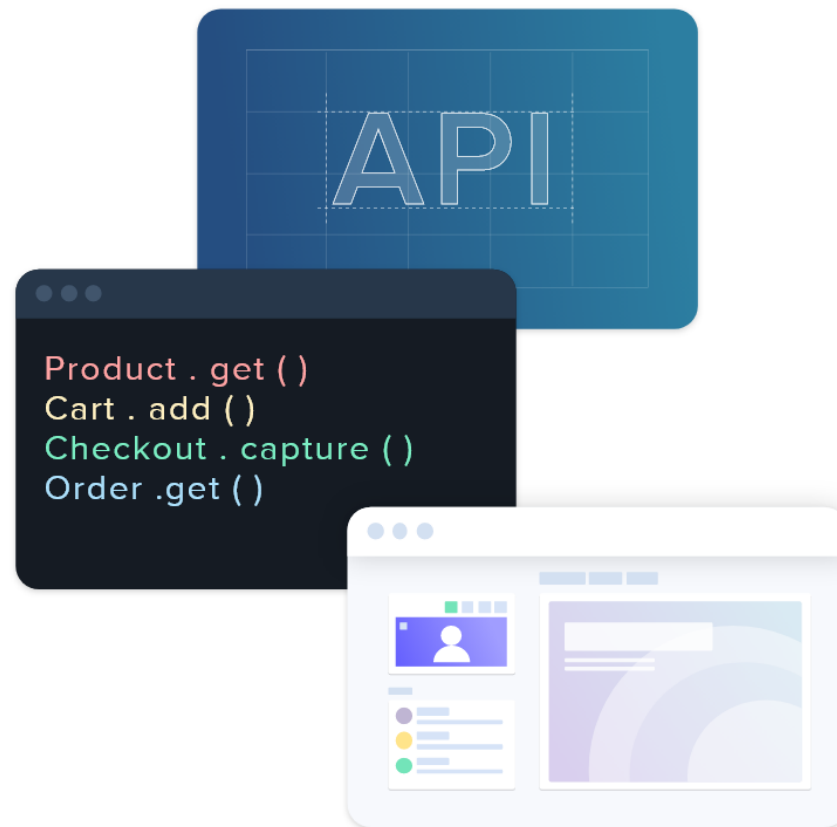 API
Product . get ( )
Cart . add ( )
Checkout . capture ( )
Order .get ( )